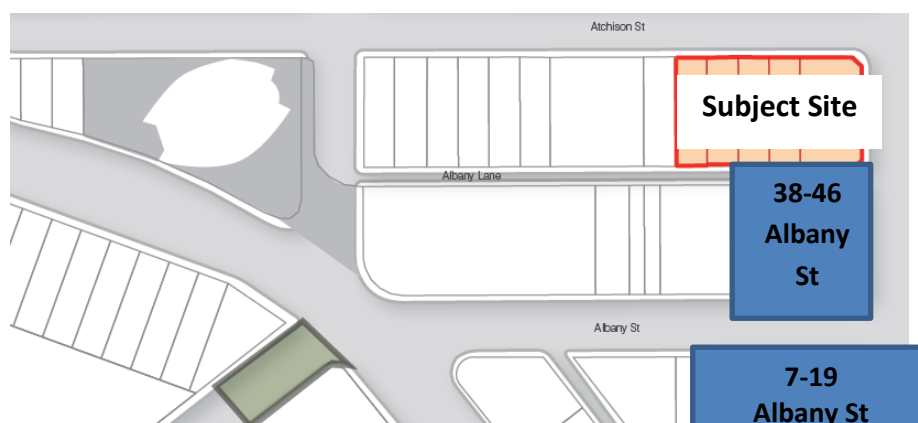 Atchison St
Subject Site
Albany Lane
38-46
Albany
St
Albany St
7-19
Albany St